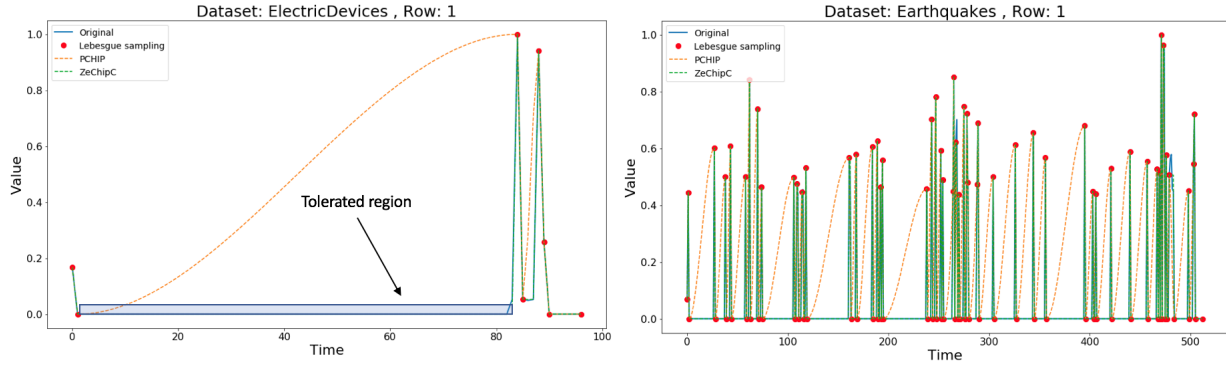 Dataset: ElectricDevices , Row: 1
Original
Lebesgue sampling
PCHIP
ZeChipC
Tolerated region
Value
1.0
0.8
0.6
0.4
0.2
0.0
0
20
40
60
80
100
Time
Dataset: Earthquakes , Row: 1
Original
Lebesgue sampling
PCHIP
ZeChipC
Value
1.0
0.8
0.6
0.4
0.2
0.0
0
100
200
300
400
500
Time